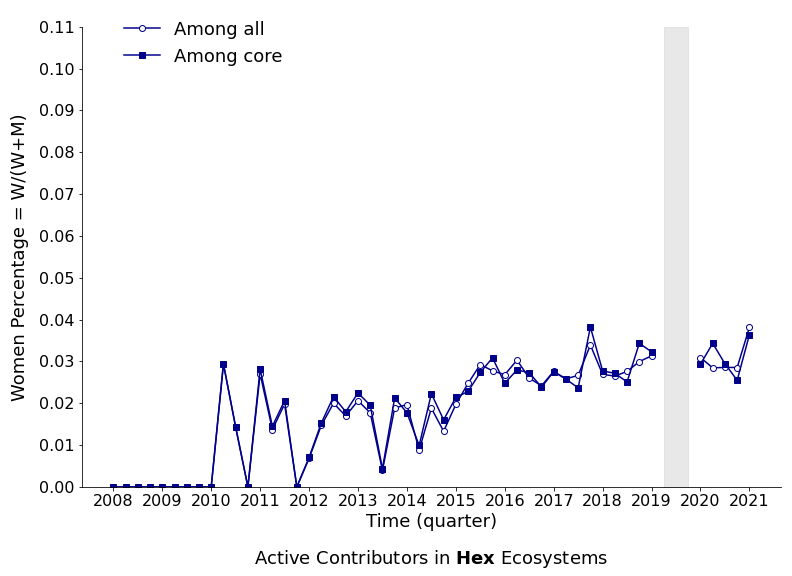 Among all
Among core
0.11
0.10
0.09
0.08
0.07
0.06
0.05
0.04
0.03
0.02
0.01
0.00
Women Percentage = W/(W+M)
2008 2009 2010 2011 2012 2013 2014 2015 2016 2017 2018 2019 2020 2021
Time (quarter)
Active Contributors in Hex Ecosystems